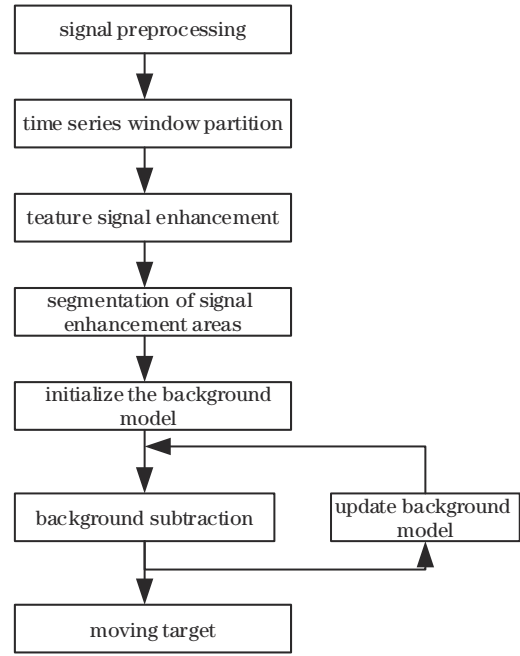 signal preprocessing
time series window partition
teature signal enhancement
segmentation of signal
enhancement areas
initialize the background
model
background subtraction
update background
model
moving target